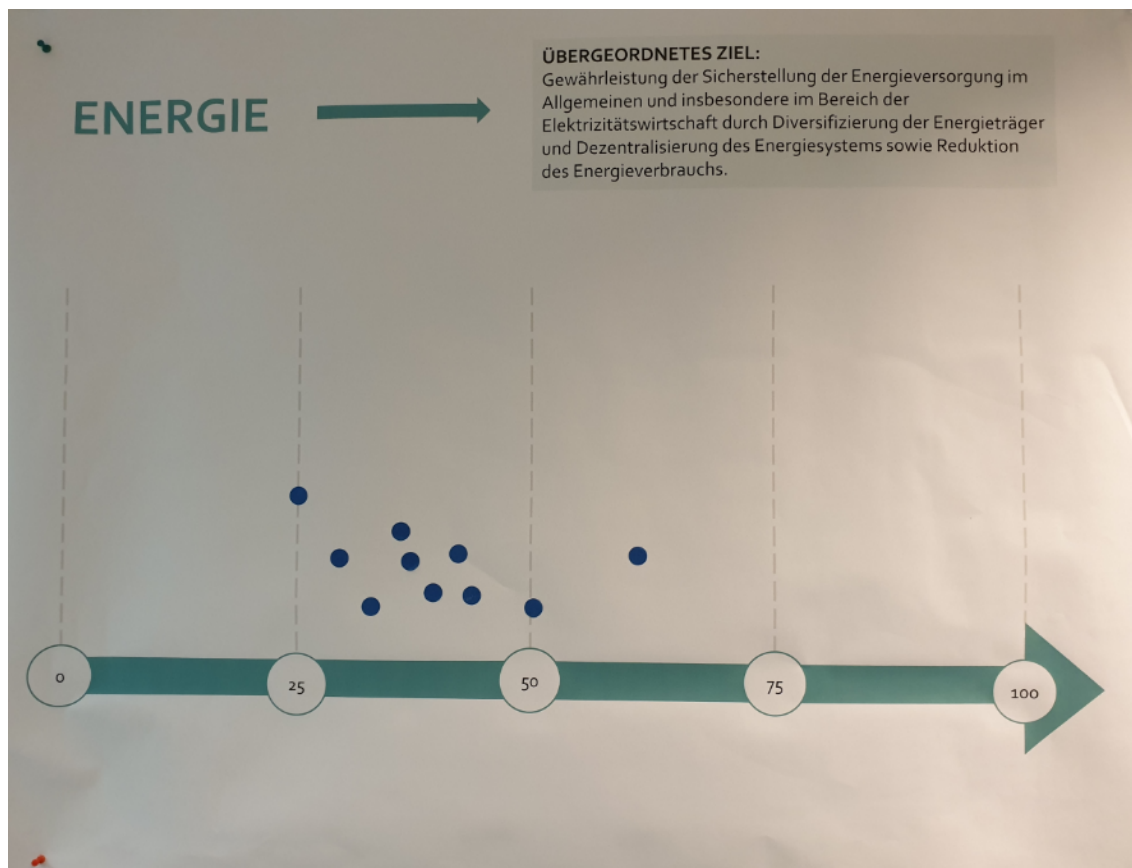 ENERGIE
ÜBERGEORDNETES ZIEL:
Gewährleistung der Sicherstellung der Energieversorgung im
Allgemeinen und insbesondere im Bereich der
Elektrizitätswirtschaft durch Diversifizierung der Energieträger
und Dezentralisierung des Energiesystems sowie Reduktion
des Energieverbrauchs.
0
25
50
75
100